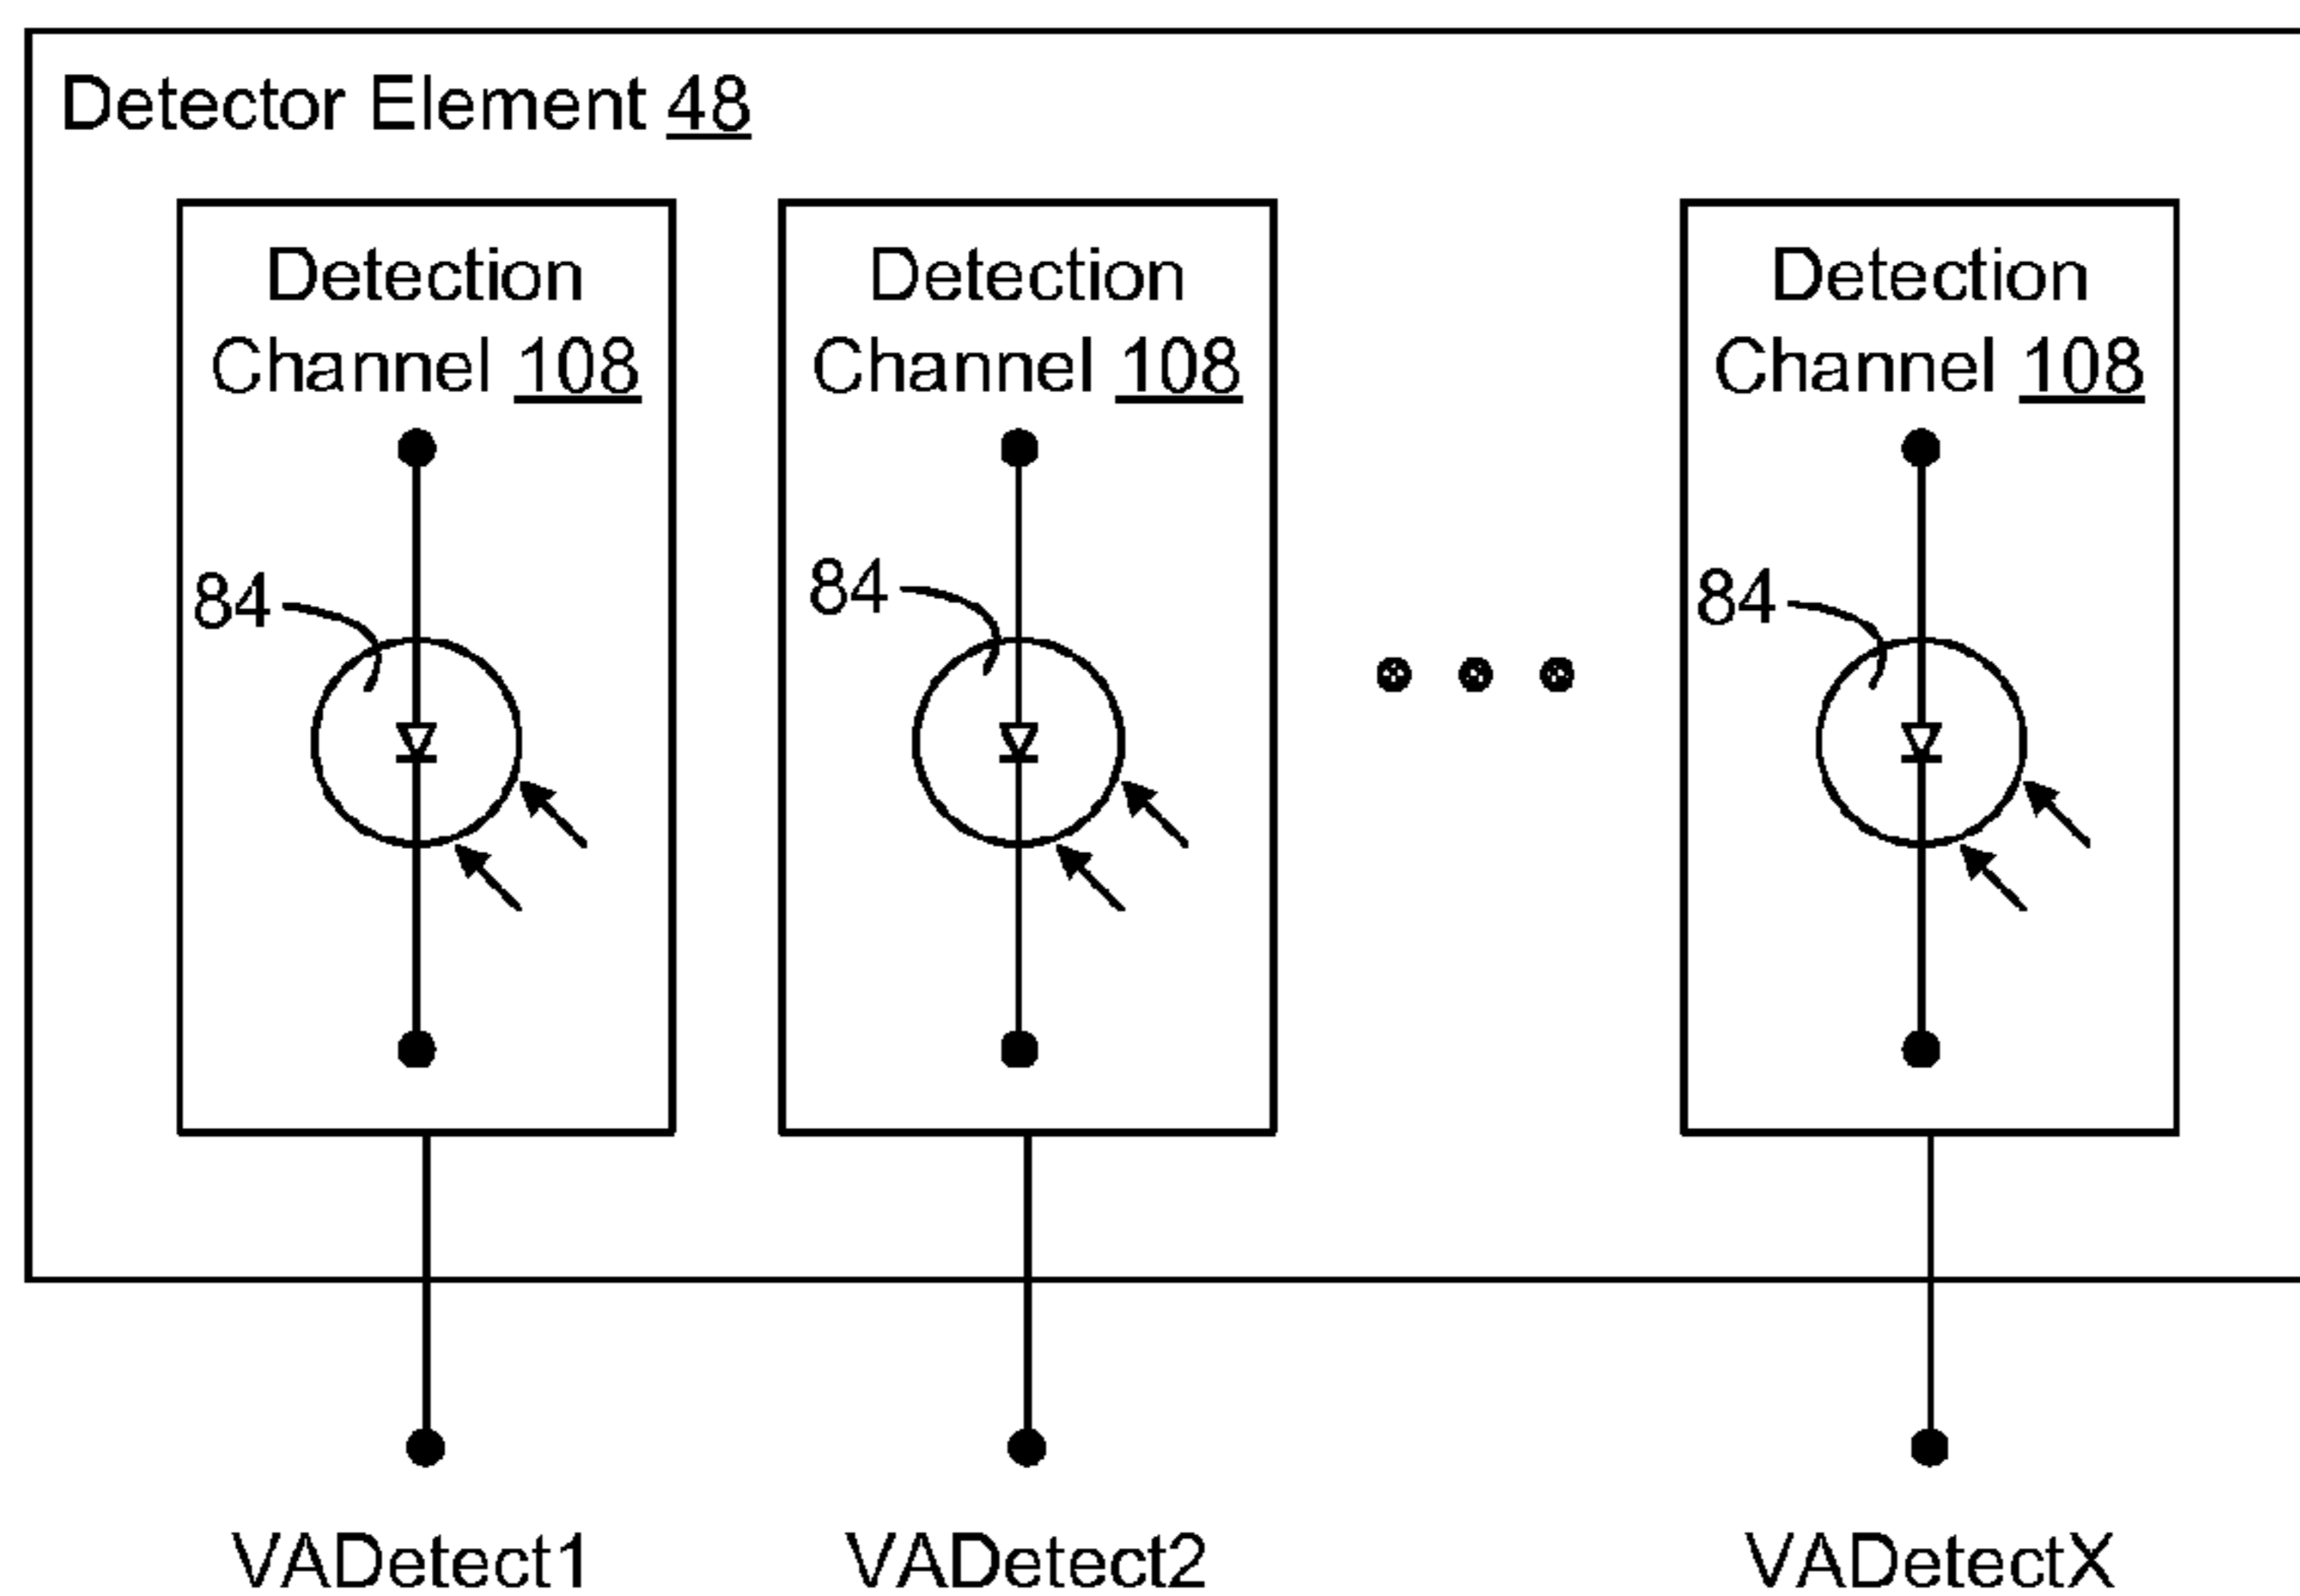 Detector Element 48
Detection Detection Detection
Channel 108 Channel 108 Channel 108
84 84 84
VADetect1 VADetect2 VADetectX